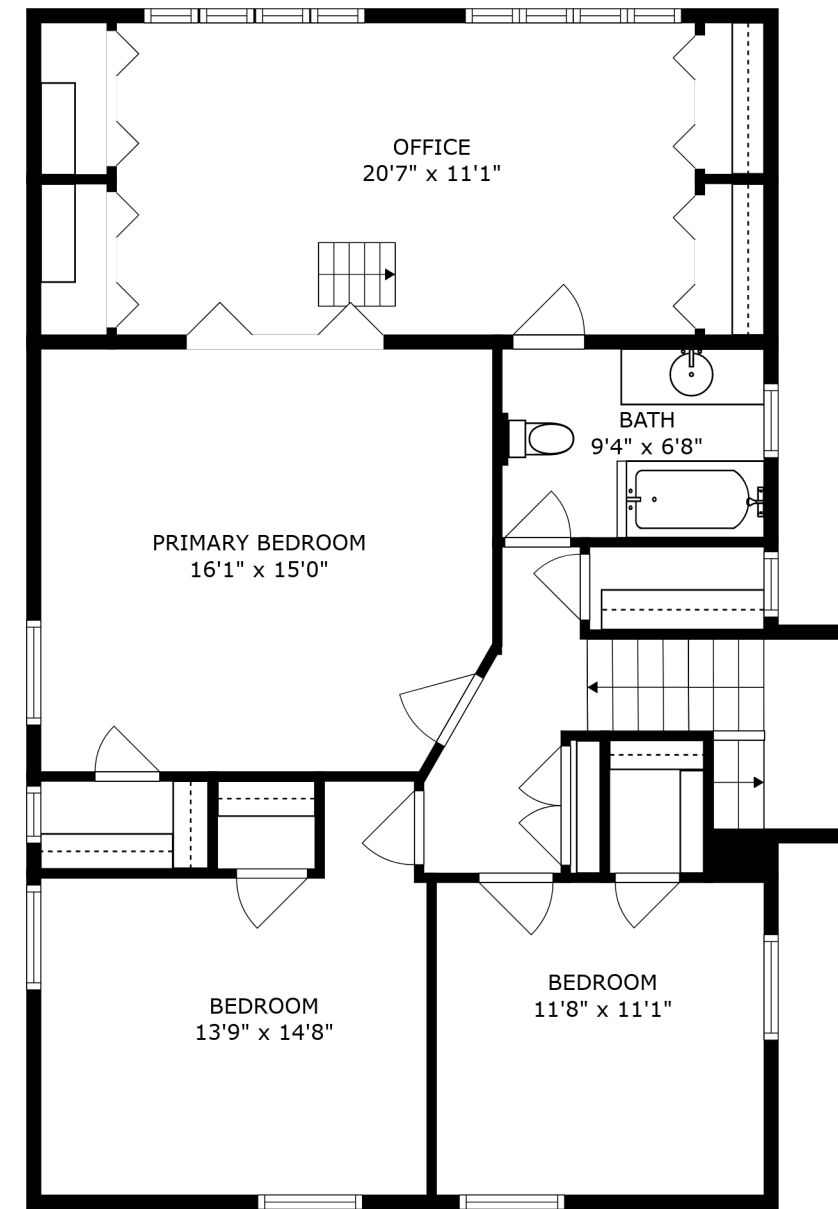 OFFICE
20'7" x 11'1"
BATH
9'4" x 6'8"
PRIMARY BEDROOM
16'1" x 15'0"
BEDROOM
11'8" x 11'1"
BEDROOM
13'9" x 14'8"